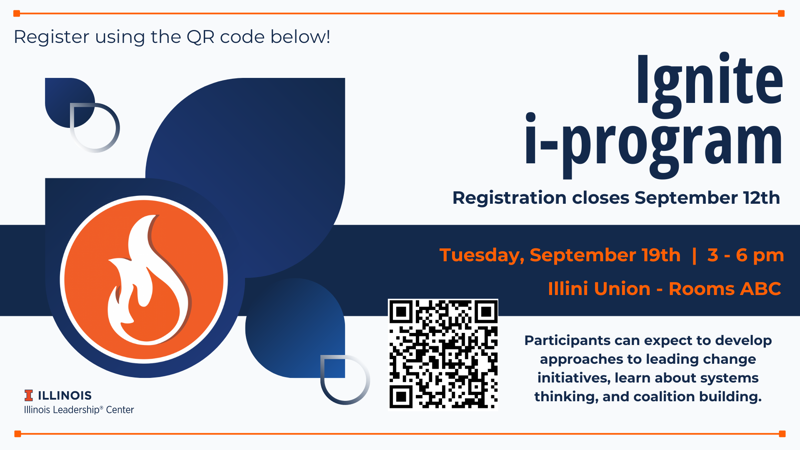 Register using the QR code below!
Ignite
i-program
Registration closes September 12th
Tuesday, September 19th | 3 - 6 pm
Illini Union - Rooms ABC
Participants can expect to develop
approaches to leading change
initiatives, learn about systems
thinking, and coalition building.
I ILLINOIS
Illinois Leadership® Center